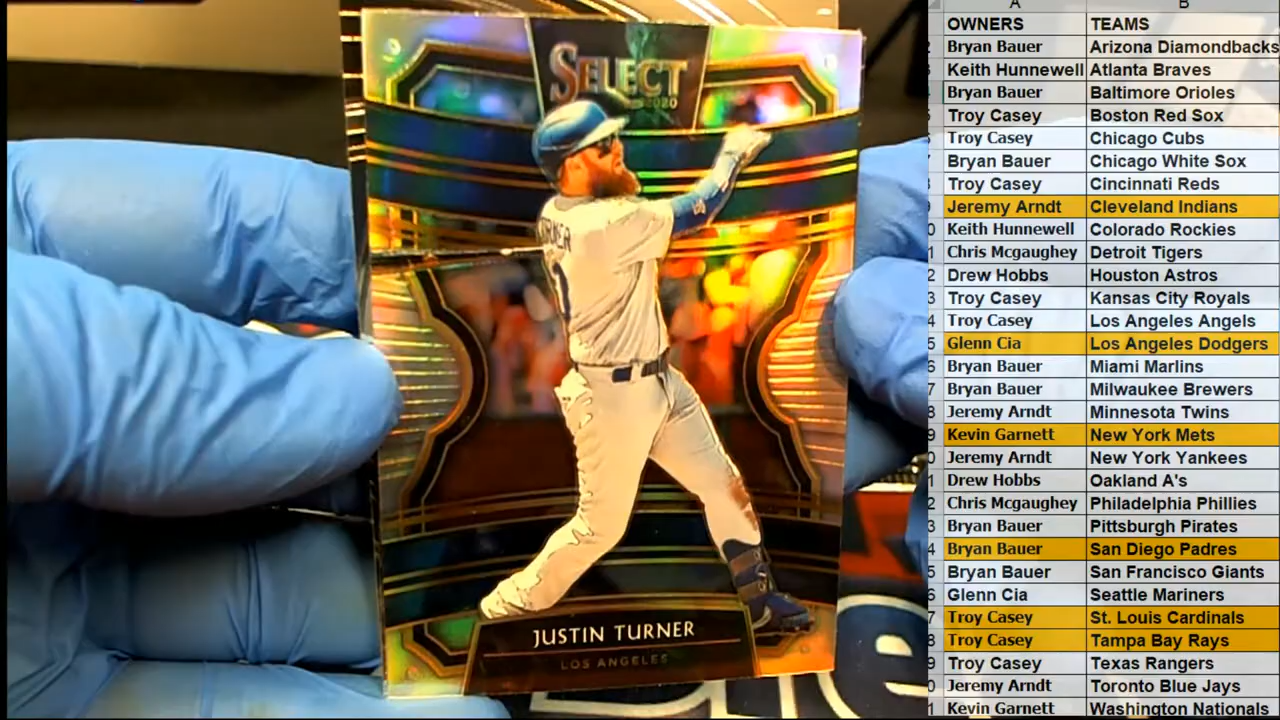 A B
OWNERS TEAMS
Bryan Bauer Arizona Diamondbacks
Keith Hunnewell Atlanta Braves
Bryan Bauer Baltimore Orioles
Troy Casey Boston Red Sox
Troy Casey Chicago Cubs
Bryan Bauer Chicago White Sox
Troy Casey Cincinnati Reds
Jeremy Arndt Cleveland Indians
Keith Hunnewell Colorado Rockies
Chris Mcgaughey Detroit Tigers
Drew Hobbs Houston Astros
Troy Casey Kansas City Royals
Troy Casey Los Angeles Angels
Glenn Cia Los Angeles Dodgers
Bryan Bauer Miami Marlins
Bryan Bauer Milwaukee Brewers
Jeremy Arndt Minnesota Twins
Kevin Garnett New York Mets
Jeremy Arndt New York Yankees
Drew Hobbs Oakland A's
Chris Mcgaughey Philadelphia Phillies
Bryan Bauer Pittsburgh Pirates
Bryan Bauer San Diego Padres
Bryan Bauer San Francisco Giants
Glenn Cia Seattle Mariners
Troy Casey St. Louis Cardinals
Troy Casey Tampa Bay Rays
Troy Casey Texas Rangers
Jeremy Arndt Toronto Blue Jays
Kevin Garnett Washington Nationals
SELECT
2020
JUSTIN TURNER
LOS ANGELES